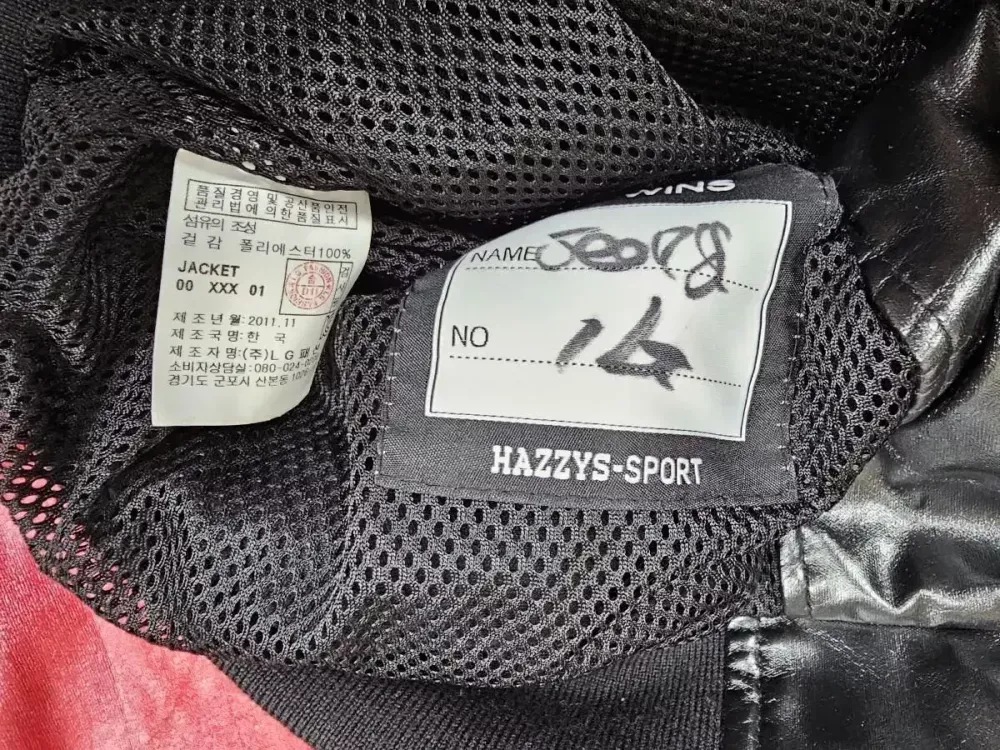 품질경영 및 공산품안전
관리법에 의한 품질표시
섬유의 조성
겉 감 폴리에스터100%
JACKET
00 XXX 01
제 조 년 월: 2011.11
제 조 국 명: 한 국
제 조 자 명: (주)L G
소비자상담실: 080-024-
경기도 군포시 산본동
WINS
NAME Jeong
NO 16
HAZZYS-SPORT